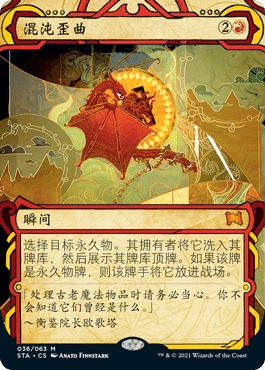 混沌歪曲
2
瞬间
选择目标永久物。其拥有者将它洗入其
牌库，然后展示其牌库顶牌。如果该牌
是永久物牌，则该牌手将它放进战场。
「处理古老魔法物品时请务必当心。你不
会知道它们曾经是什么。」
～衡鉴院长欧歌塔
036/063 M
STA • CS ANATO FINNSTARK
™ & © 2021 Wizards of the Coast